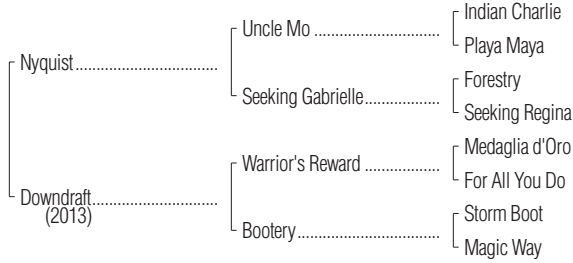 Indian Charlie
Uncle Mo ................................
Playa Maya
Nyquist....................................
Forestry
Seeking Gabrielle...................
Seeking Regina
Medaglia d'Oro
Warrior's Reward ...................
For All You Do
Downdraft................................
(2013)
Storm Boot
Bootery....................................
Magic Way